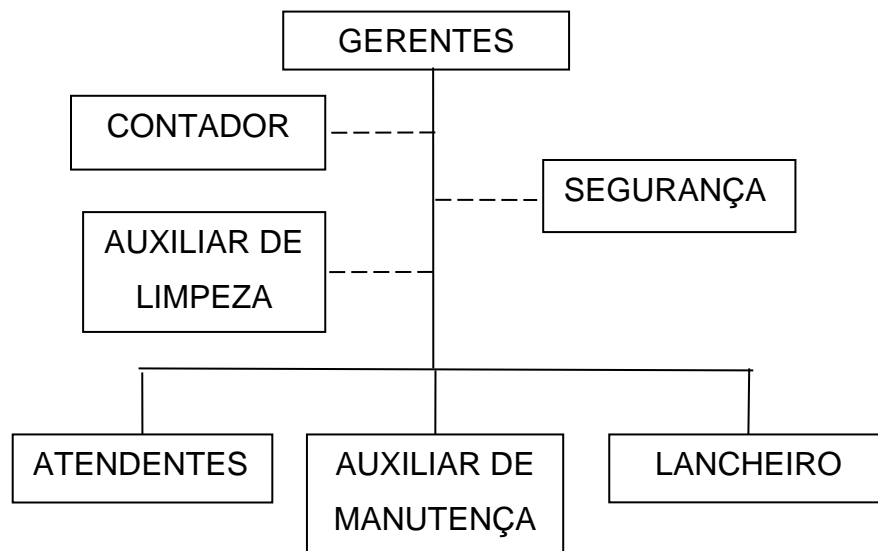 GERENTES
CONTADOR
SEGURANÇA
AUXILIAR DE
LIMPEZA
ATENDENTES
AUXILIAR DE
MANUTENÇA
LANCHEIRO